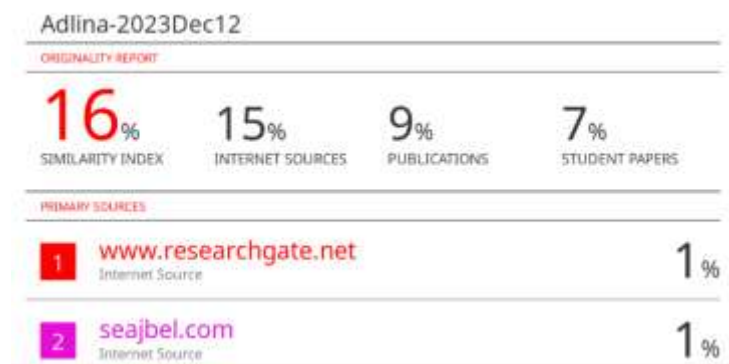 Adlina-2023Dec12
ORIGINALITY REPORT
16% 15% 9% 7%
SIMILARITY INDEX INTERNET SOURCES PUBLICATIONS STUDENT PAPERS
PRIMARY SOURCES
1 www.researchgate.net 1%
Internet Source
2 seajbel.com 1%
Internet Source